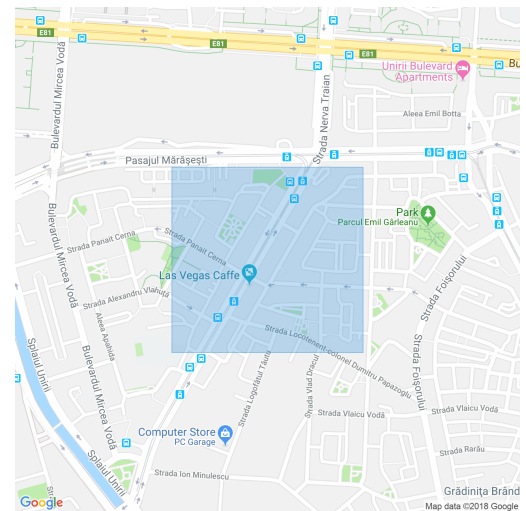 E81
E81
E81
Unirii Bulevard
Apartments
Bu
Bulevardul Mircea Vodă
Strada Nerva Traian
Aleea Emil Botta
Pasajul Mărășești
Park
Parcul Emil Gârleanu
Bulevardul Mircea Vodă
Strada Panait Cerna
Strada Panait Cerna
Las Vegas Caffe
Strada Foișorului
Strada Alexandru Vlahuță
Aleea Apahida
Strada Locotenent-colonel Dumitru Papazoglu
Splaiul Unirii
Bulevardul Mircea Vodă
Strada Logofătul Tăutu
Strada Vlad Dracul
Strada Foișorului
Strada Vlaicu Vodă
Strada Vlaicu Vodă
Computer Store
PC Garage
Splaiul Unirii
Strada Rarău
Strada Ion Minulescu
Grădinița Brând
Google
Map data ©2018 Google